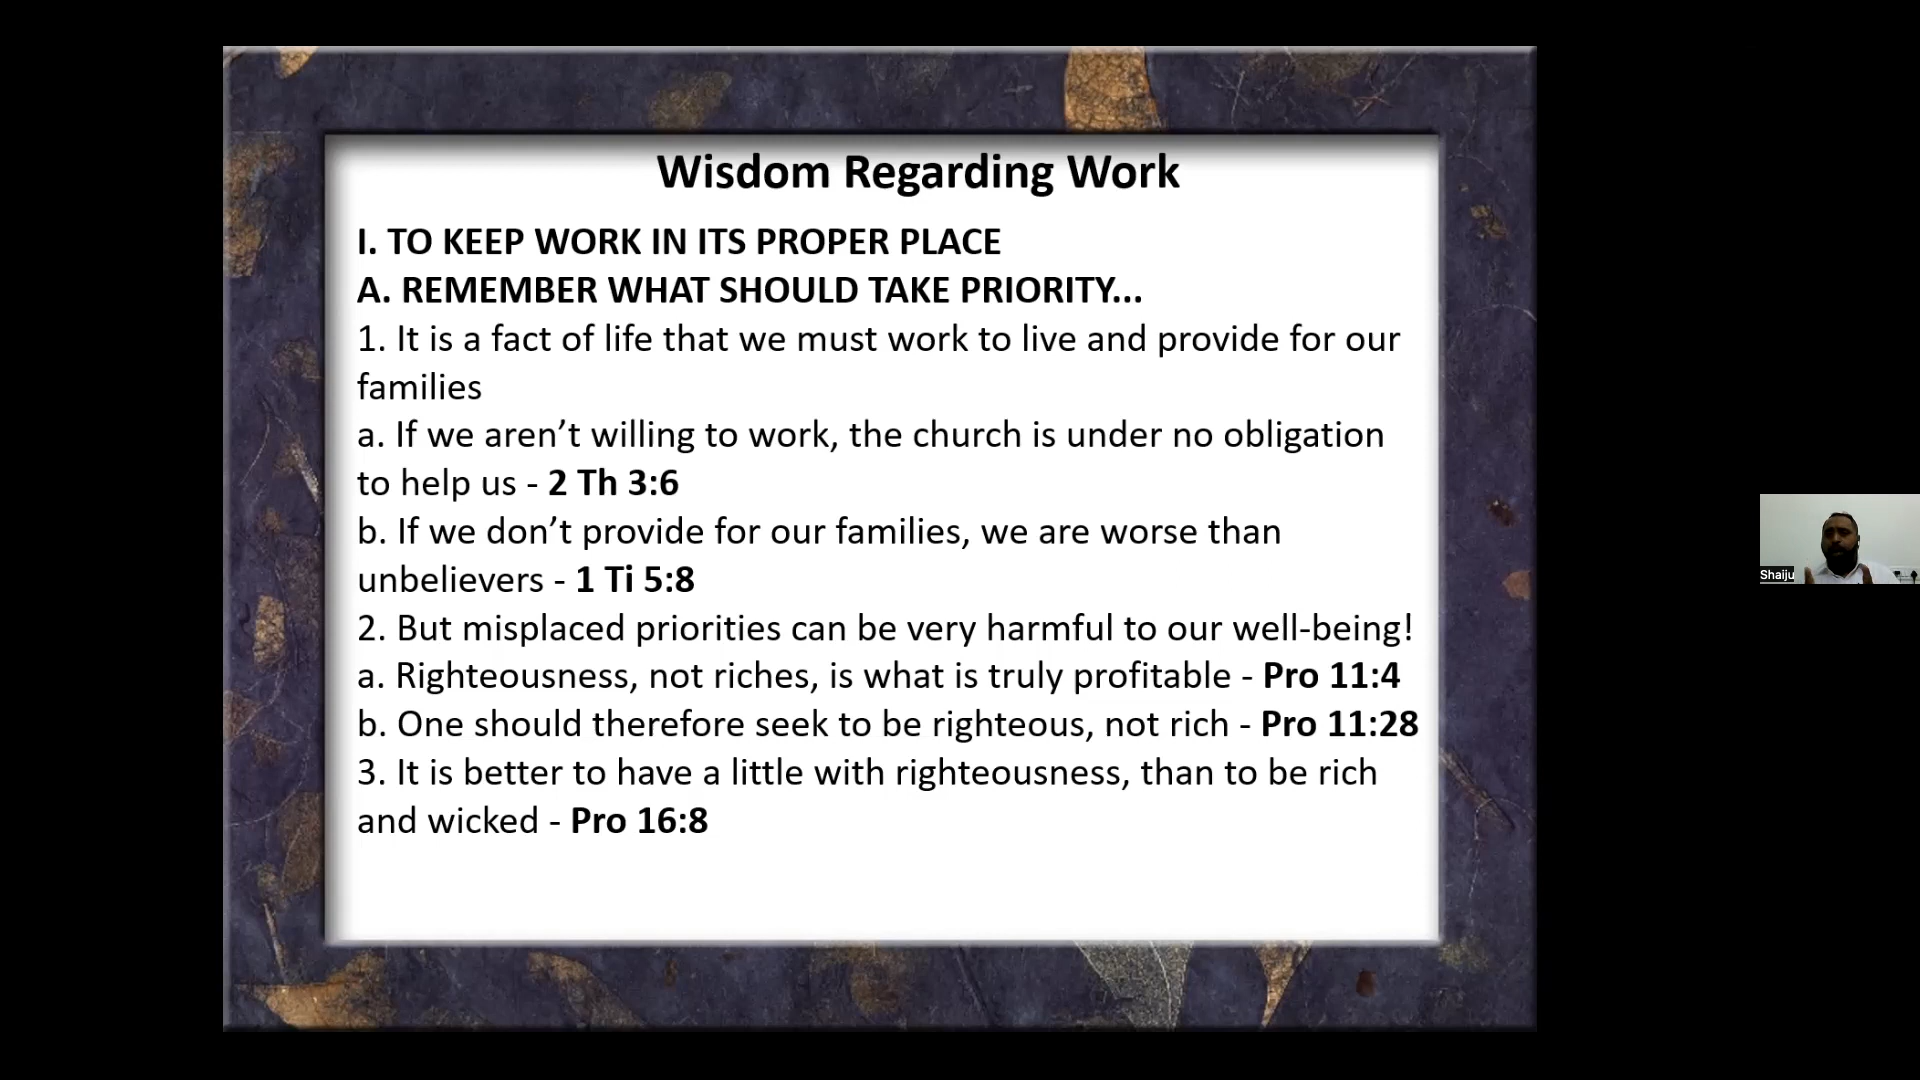 Wisdom Regarding Work
I. TO KEEP WORK IN ITS PROPER PLACE
A. REMEMBER WHAT SHOULD TAKE PRIORITY...
1. It is a fact of life that we must work to live and provide for our
families
a. If we aren’t willing to work, the church is under no obligation
to help us - 2 Th 3:6
b. If we don’t provide for our families, we are worse than
unbelievers - 1 Ti 5:8
2. But misplaced priorities can be very harmful to our well-being!
a. Righteousness, not riches, is what is truly profitable - Pro 11:4
b. One should therefore seek to be righteous, not rich - Pro 11:28
3. It is better to have a little with righteousness, than to be rich
and wicked - Pro 16:8
Shaiju